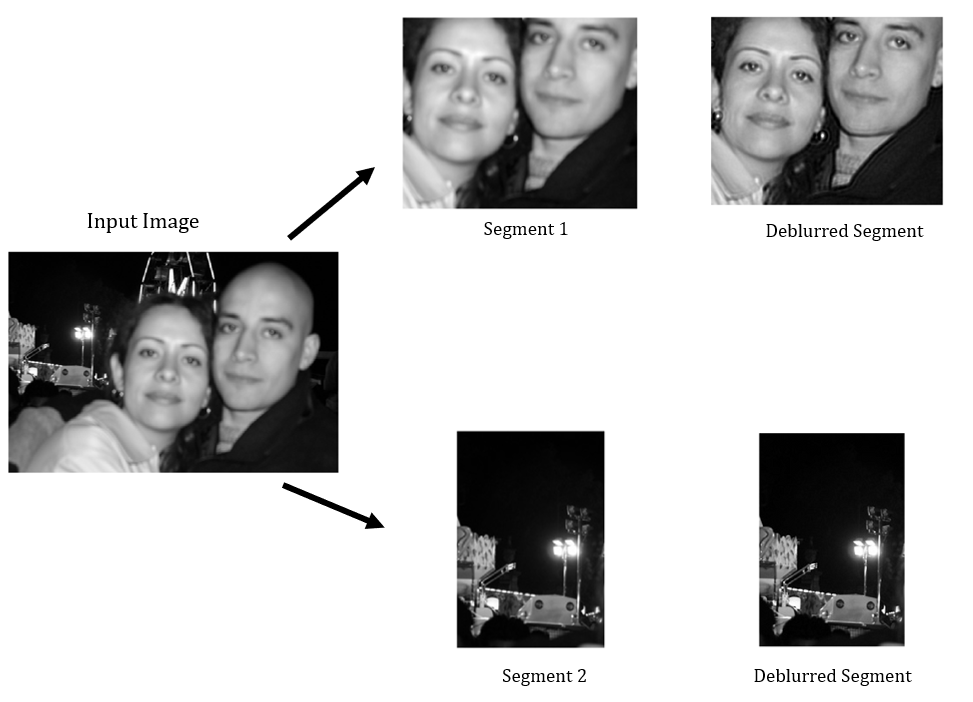 Segment 1
Deblurred Segment
Input Image
Segment 2
Deblurred Segment